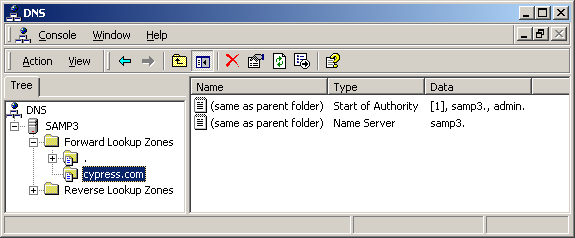 DNS
Console Window Help
Action View
Tree
Name Type Data
DNS
SAMP3
Forward Lookup Zones
.
cypress.com
Reverse Lookup Zones
(same as parent folder) Start of Authority [1], samp3., admin.
(same as parent folder) Name Server samp3.